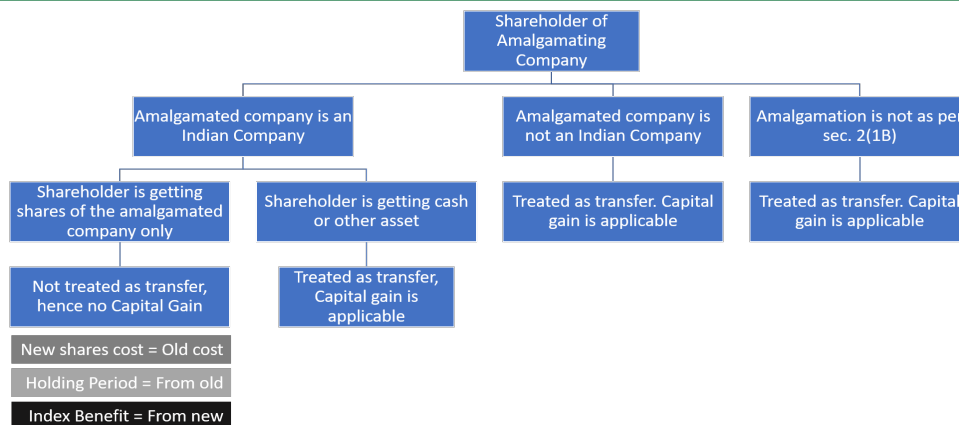 Shareholder of
Amalgamating
Company
Amalgamated company is an
Indian Company
Amalgamated company is
not an Indian Company
Amalgamation is not as per
sec. 2(1B)
Shareholder is getting
shares of the amalgamated
company only
Shareholder is getting cash
or other asset
Treated as transfer. Capital
gain is applicable
Treated as transfer. Capital
gain is applicable
Not treated as transfer,
hence no Capital Gain
Treated as transfer,
Capital gain is
applicable
New shares cost = Old cost
Holding Period = From old
Index Benefit = From new